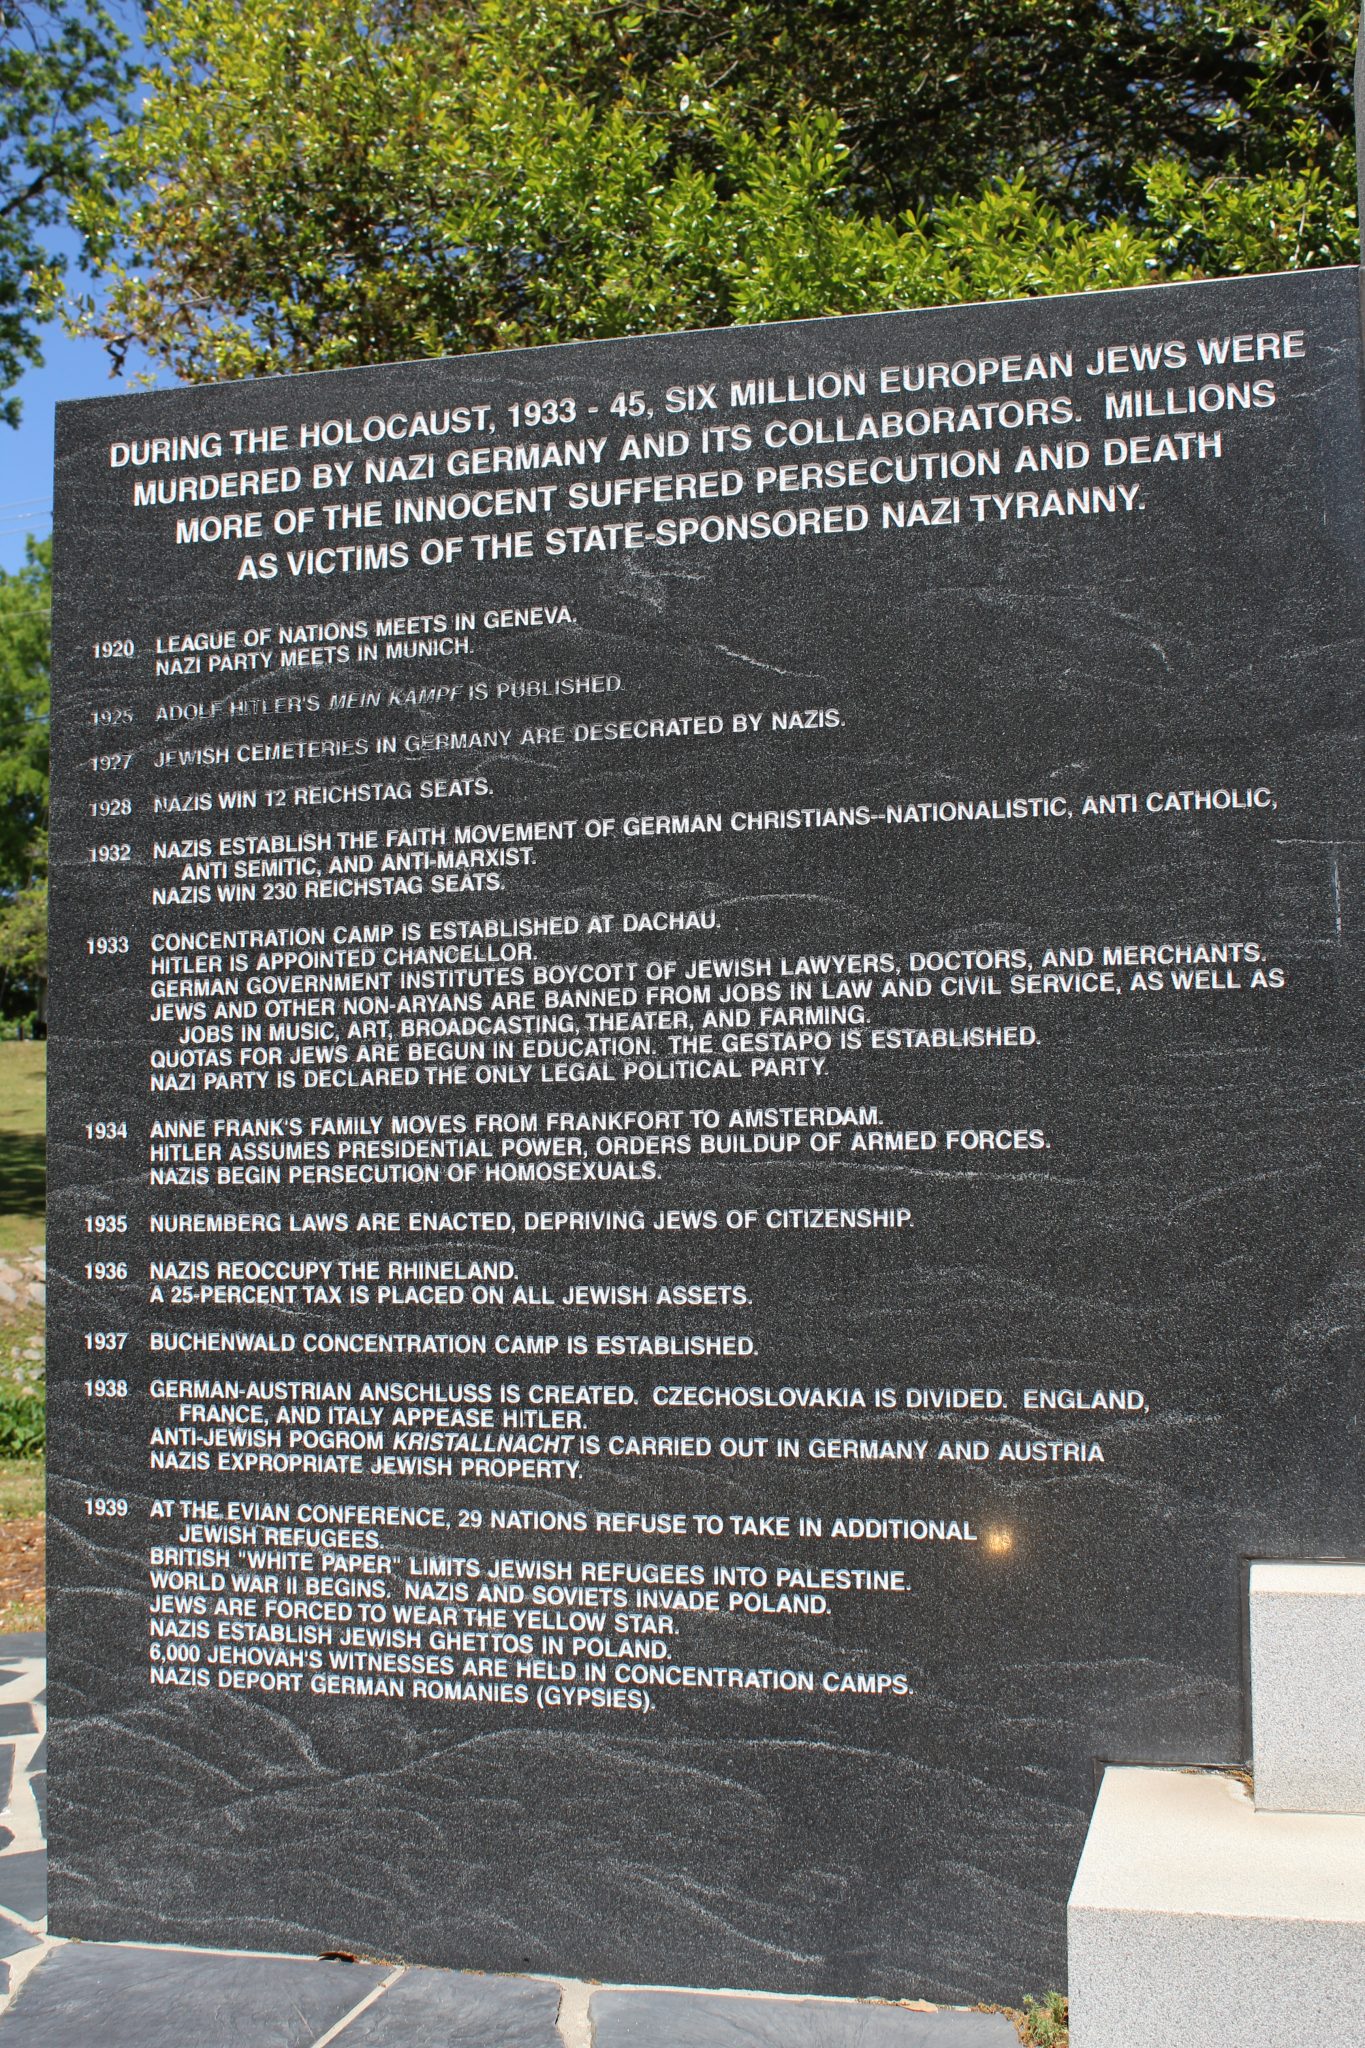 DURING THE HOLOCAUST, 1933 - 45, SIX MILLION EUROPEAN JEWS WERE
MURDERED BY NAZI GERMANY AND ITS COLLABORATORS. MILLIONS
MORE OF THE INNOCENT SUFFERED PERSECUTION AND DEATH
AS VICTIMS OF THE STATE-SPONSORED NAZI TYRANNY.
1920 LEAGUE OF NATIONS MEETS IN GENEVA.
NAZI PARTY MEETS IN MUNICH.
1925 ADOLF HITLER'S MEIN KAMPF IS PUBLISHED.
1927 JEWISH CEMETERIES IN GERMANY ARE DESECRATED BY NAZIS.
1928 NAZIS WIN 12 REICHSTAG SEATS.
1932 NAZIS ESTABLISH THE FAITH MOVEMENT OF GERMAN CHRISTIANS--NATIONALISTIC, ANTI CATHOLIC,
ANTI SEMITIC, AND ANTI-MARXIST.
NAZIS WIN 230 REICHSTAG SEATS.
1933 CONCENTRATION CAMP IS ESTABLISHED AT DACHAU.
HITLER IS APPOINTED CHANCELLOR.
GERMAN GOVERNMENT INSTITUTES BOYCOTT OF JEWISH LAWYERS, DOCTORS, AND MERCHANTS.
JEWS AND OTHER NON-ARYANS ARE BANNED FROM JOBS IN LAW AND CIVIL SERVICE, AS WELL AS
JOBS IN MUSIC, ART, BROADCASTING, THEATER, AND FARMING.
QUOTAS FOR JEWS ARE BEGUN IN EDUCATION. THE GESTAPO IS ESTABLISHED.
NAZI PARTY IS DECLARED THE ONLY LEGAL POLITICAL PARTY.
1934 ANNE FRANK'S FAMILY MOVES FROM FRANKFORT TO AMSTERDAM.
HITLER ASSUMES PRESIDENTIAL POWER, ORDERS BUILDUP OF ARMED FORCES.
NAZIS BEGIN PERSECUTION OF HOMOSEXUALS.
1935 NUREMBERG LAWS ARE ENACTED, DEPRIVING JEWS OF CITIZENSHIP.
1936 NAZIS REOCCUPY THE RHINELAND.
A 25-PERCENT TAX IS PLACED ON ALL JEWISH ASSETS.
1937 BUCHENWALD CONCENTRATION CAMP IS ESTABLISHED.
1938 GERMAN-AUSTRIAN ANSCHLUSS IS CREATED. CZECHOSLOVAKIA IS DIVIDED. ENGLAND,
FRANCE, AND ITALY APPEASE HITLER.
ANTI-JEWISH POGROM KRISTALLNACHT IS CARRIED OUT IN GERMANY AND AUSTRIA
NAZIS EXPROPRIATE JEWISH PROPERTY.
1939 AT THE EVIAN CONFERENCE, 29 NATIONS REFUSE TO TAKE IN ADDITIONAL
JEWISH REFUGEES.
BRITISH "WHITE PAPER" LIMITS JEWISH REFUGEES INTO PALESTINE.
WORLD WAR II BEGINS. NAZIS AND SOVIETS INVADE POLAND.
JEWS ARE FORCED TO WEAR THE YELLOW STAR.
NAZIS ESTABLISH JEWISH GHETTOS IN POLAND.
6,000 JEHOVAH'S WITNESSES ARE HELD IN CONCENTRATION CAMPS.
NAZIS DEPORT GERMAN ROMANIES (GYPSIES).